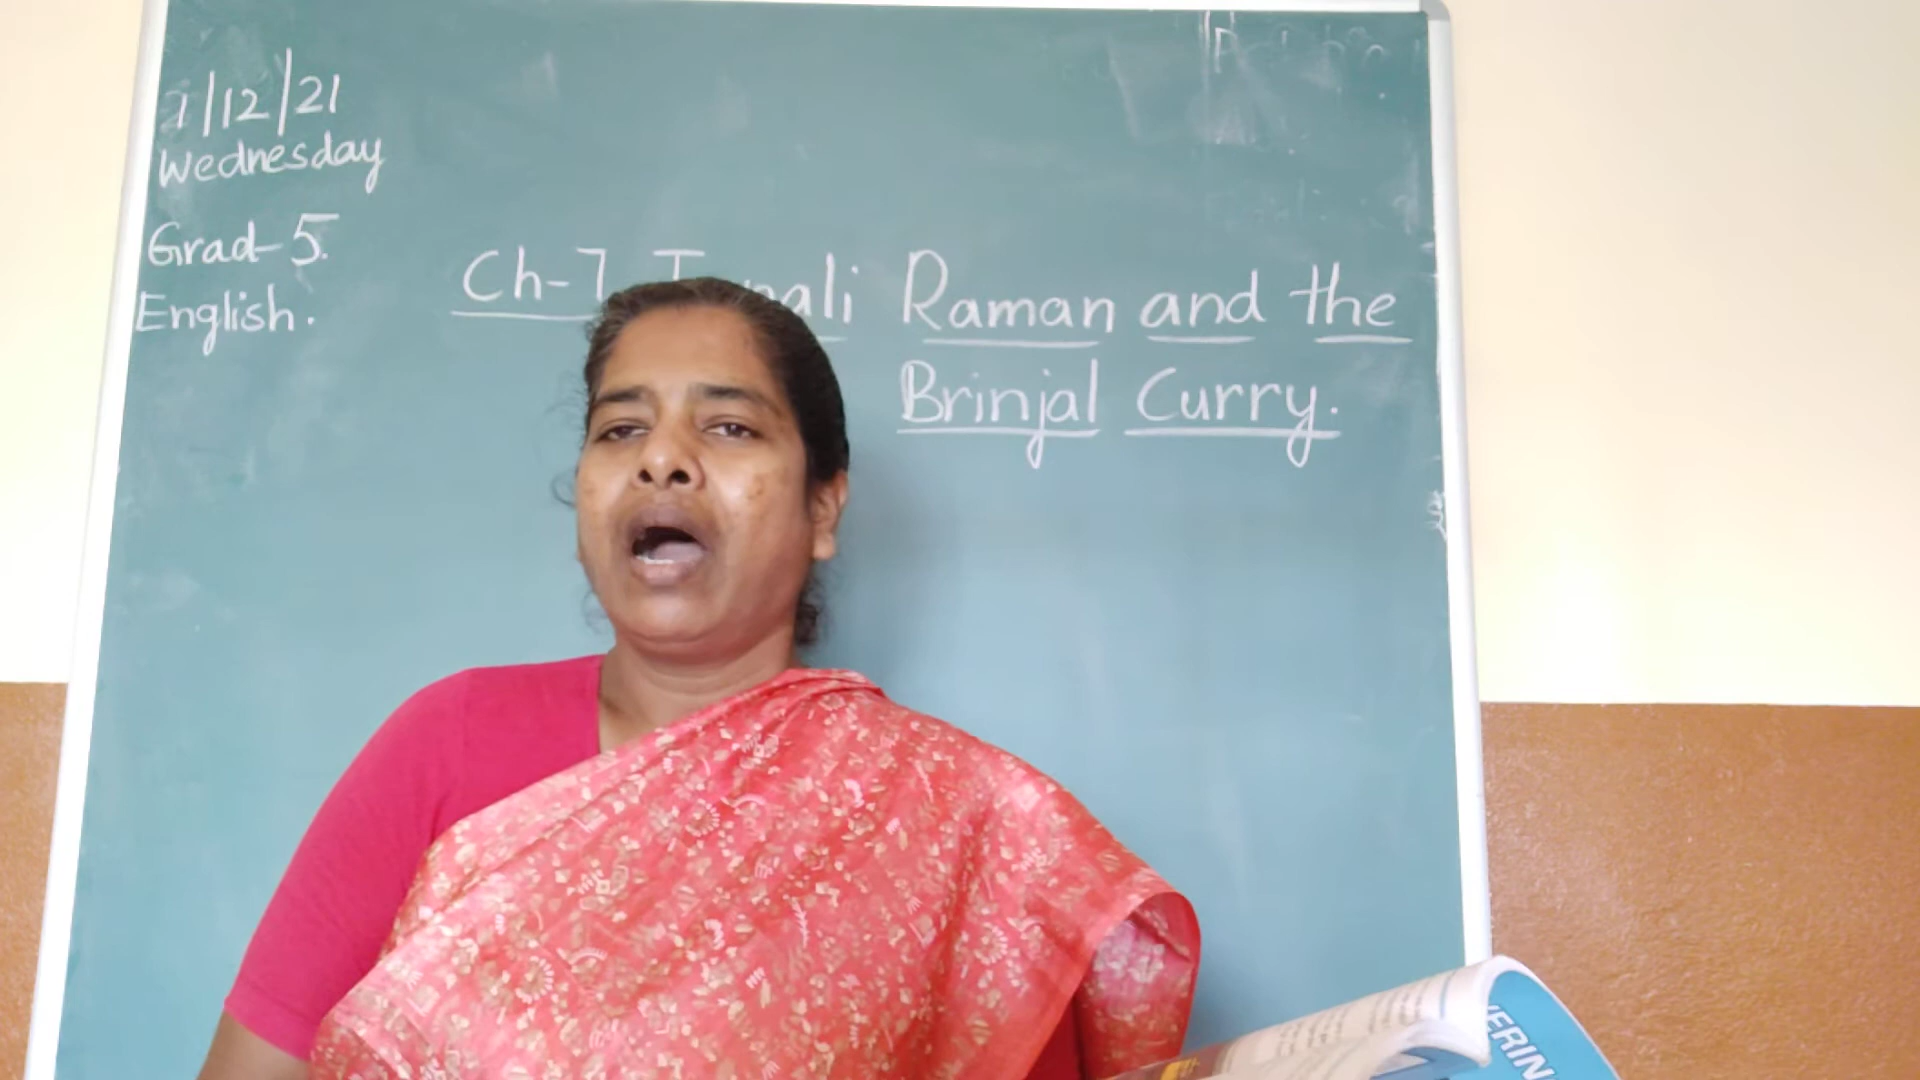 1/12/21
Wednesday
Grad-5.
English.
Ch-7 Raman and the
Brinjal Curry.